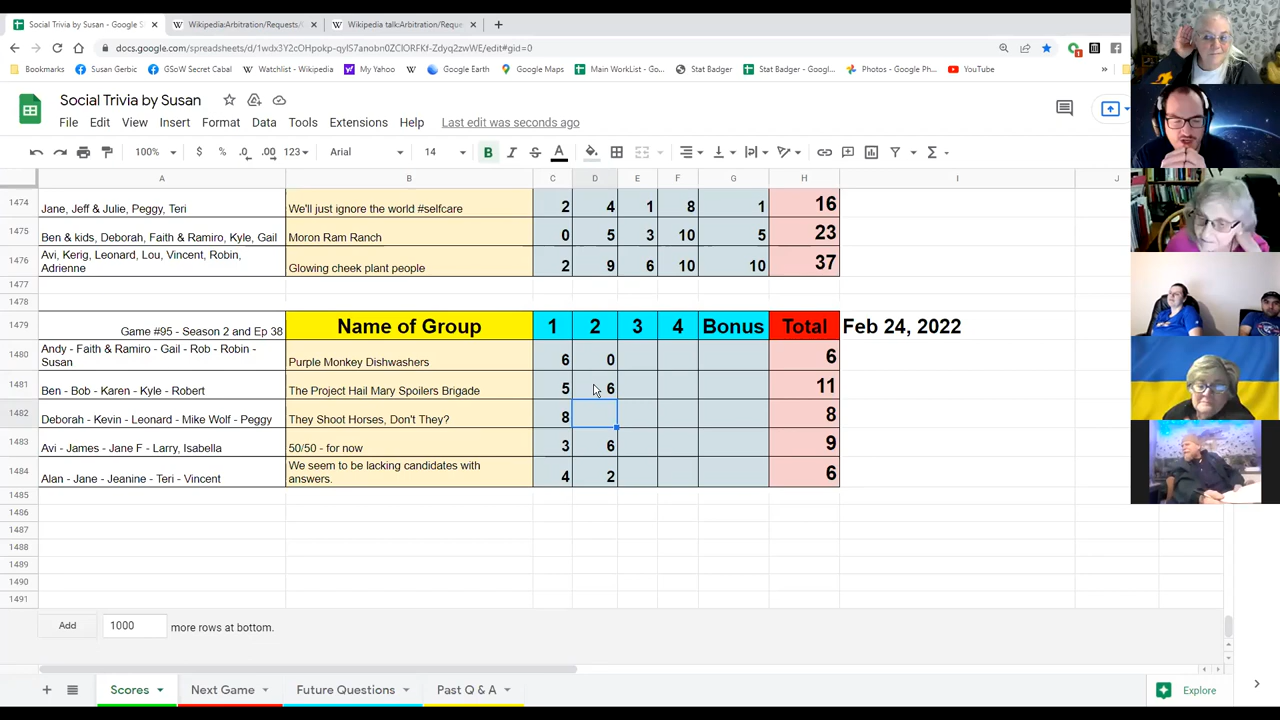 Social Trivia by Susan - Google S
Wikipedia:Arbitration/Requests/
Wikipedia talk:Arbitration/Reque
docs.google.com/spreadsheets/d/1wdx3Y2cOHpokp-qyIS7anobn0ZClORFKf-Zdyq2zwW/edit#gid=0
Bookmarks Susan Gerbic GSoW Secret Cabal Watchlist - Wikipedia My Yahoo Google Earth Google Maps Main WorkList - Go... Stat Badger Stat Badger - Googl... Photos - Google Ph... YouTube
Social Trivia by Susan
File Edit View Insert Format Data Tools Extensions Help Last edit was seconds ago
100% $ % .0 .00 123 Arial 14 B I S A
A B C D E F G H I J
1474 Jane, Jeff & Julie, Peggy, Teri We'll just ignore the world #selfcare 2 4 1 8 1 16
1475 Ben & kids, Deborah, Faith & Ramiro, Kyle, Gail Moron Ram Ranch 0 5 3 10 5 23
1476 Avi, Kerig, Leonard, Lou, Vincent, Robin,
Adrienne Glowing cheek plant people 2 9 6 10 10 37
1477
1478
1479 Game #95 - Season 2 and Ep 38 Name of Group 1 2 3 4 Bonus Total Feb 24, 2022
1480 Andy - Faith & Ramiro - Gail - Rob - Robin -
Susan Purple Monkey Dishwashers 6 0 6
1481 Ben - Bob - Karen - Kyle - Robert The Project Hail Mary Spoilers Brigade 5 6 11
1482 Deborah - Kevin - Leonard - Mike Wolf - Peggy They Shoot Horses, Don't They? 8 8
1483 Avi - James - Jane F - Larry, Isabella 50/50 - for now 3 6 9
1484 Alan - Jane - Jeanine - Teri - Vincent We seem to be lacking candidates with
answers. 4 2 6
1485
1486
1487
1488
1489
1490
1491
Add 1000 more rows at bottom.
Scores Next Game Future Questions Past Q & A Explore